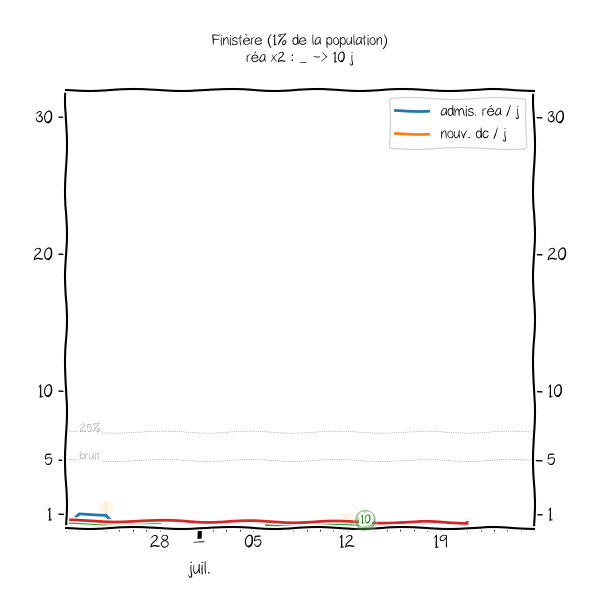 Finistère (1% de la population)
réa x2 : _ -> 10 j
admis. réa / j
nouv. dc / j
30
30
20
20
10
10
25%
5
bruit
5
1
10
1
28
1
05
12
19
juil.